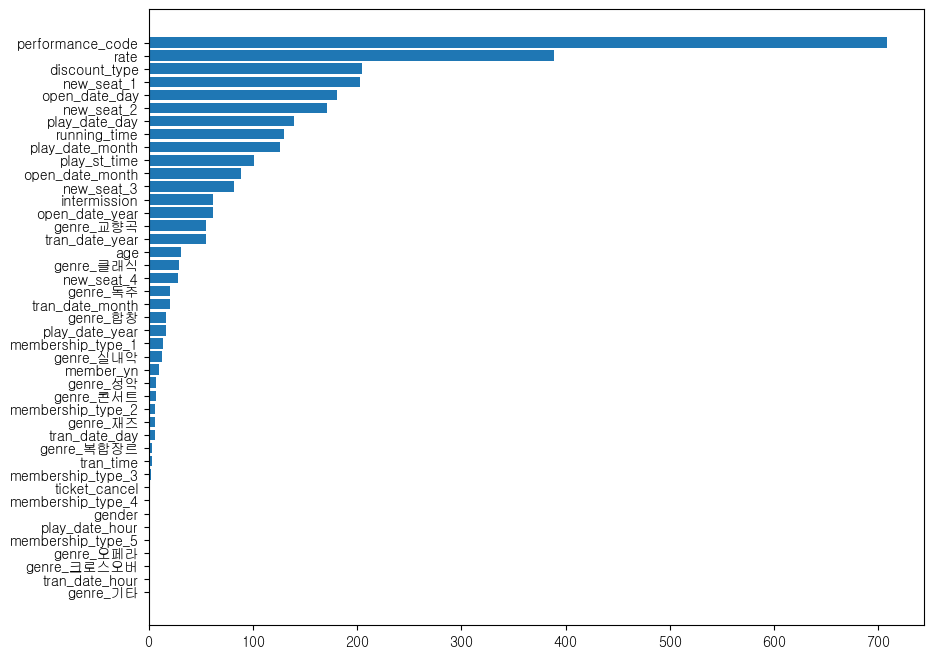 performance_code
rate
discount_type
new_seat_1
open_date_day
new_seat_2
play_date_day
running_time
play_date_month
play_st_time
open_date_month
new_seat_3
intermission
open_date_year
genre_교향곡
tran_date_year
age
genre_클래식
new_seat_4
genre_독주
tran_date_month
genre_합창
play_date_year
membership_type_1
genre_실내악
member_yn
genre_성악
genre_콘서트
membership_type_2
genre_재즈
tran_date_day
genre_복합장르
tran_time
membership_type_3
ticket_cancel
membership_type_4
gender
play_date_hour
membership_type_5
genre_오페라
genre_크로스오버
tran_date_hour
genre_기타
0 100 200 300 400 500 600 700